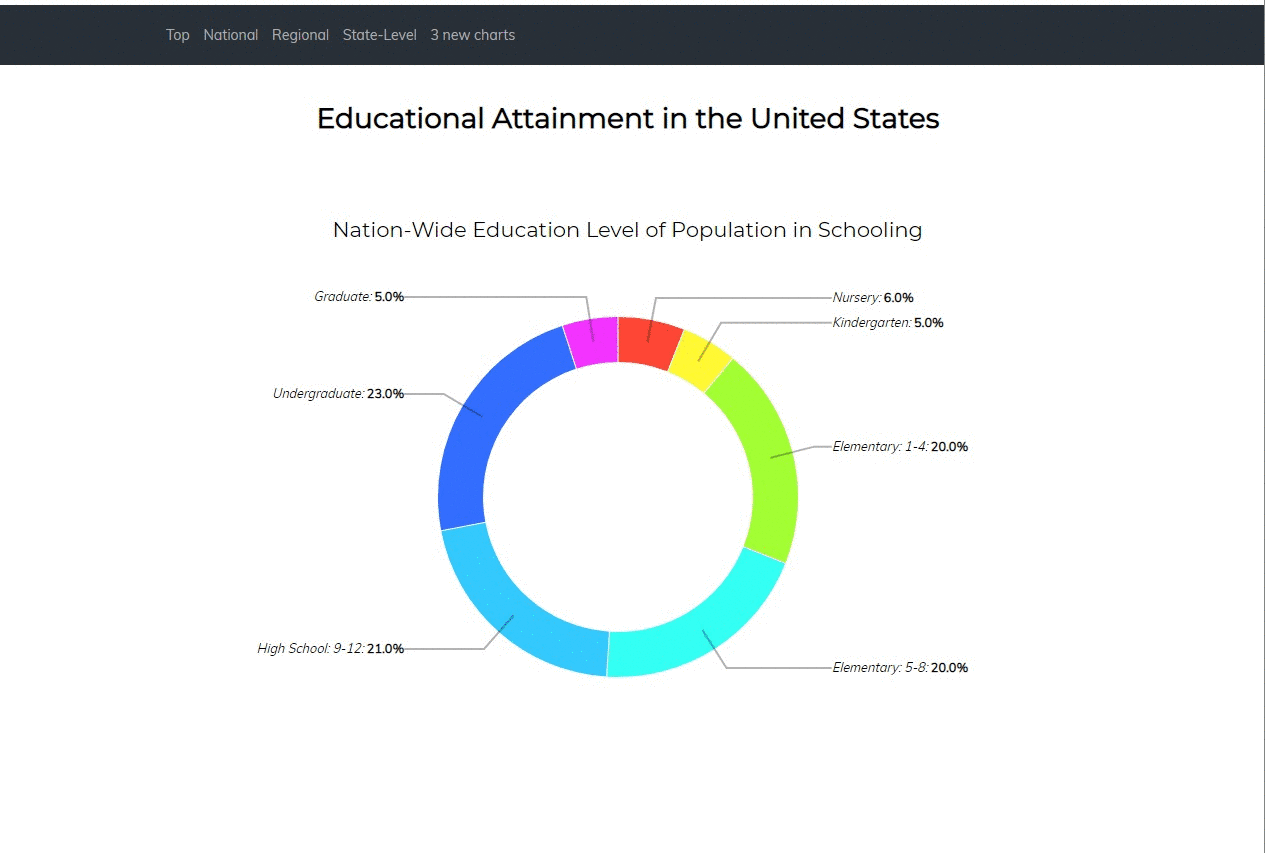 Top National Regional State-Level 3 new charts
Educational Attainment in the United States
Nation-Wide Education Level of Population in Schooling
Graduate: 5.0%
Nursery: 6.0%
Kindergarten: 5.0%
Undergraduate: 23.0%
Elementary: 1-4: 20.0%
High School: 9-12: 21.0%
Elementary: 5-8: 20.0%